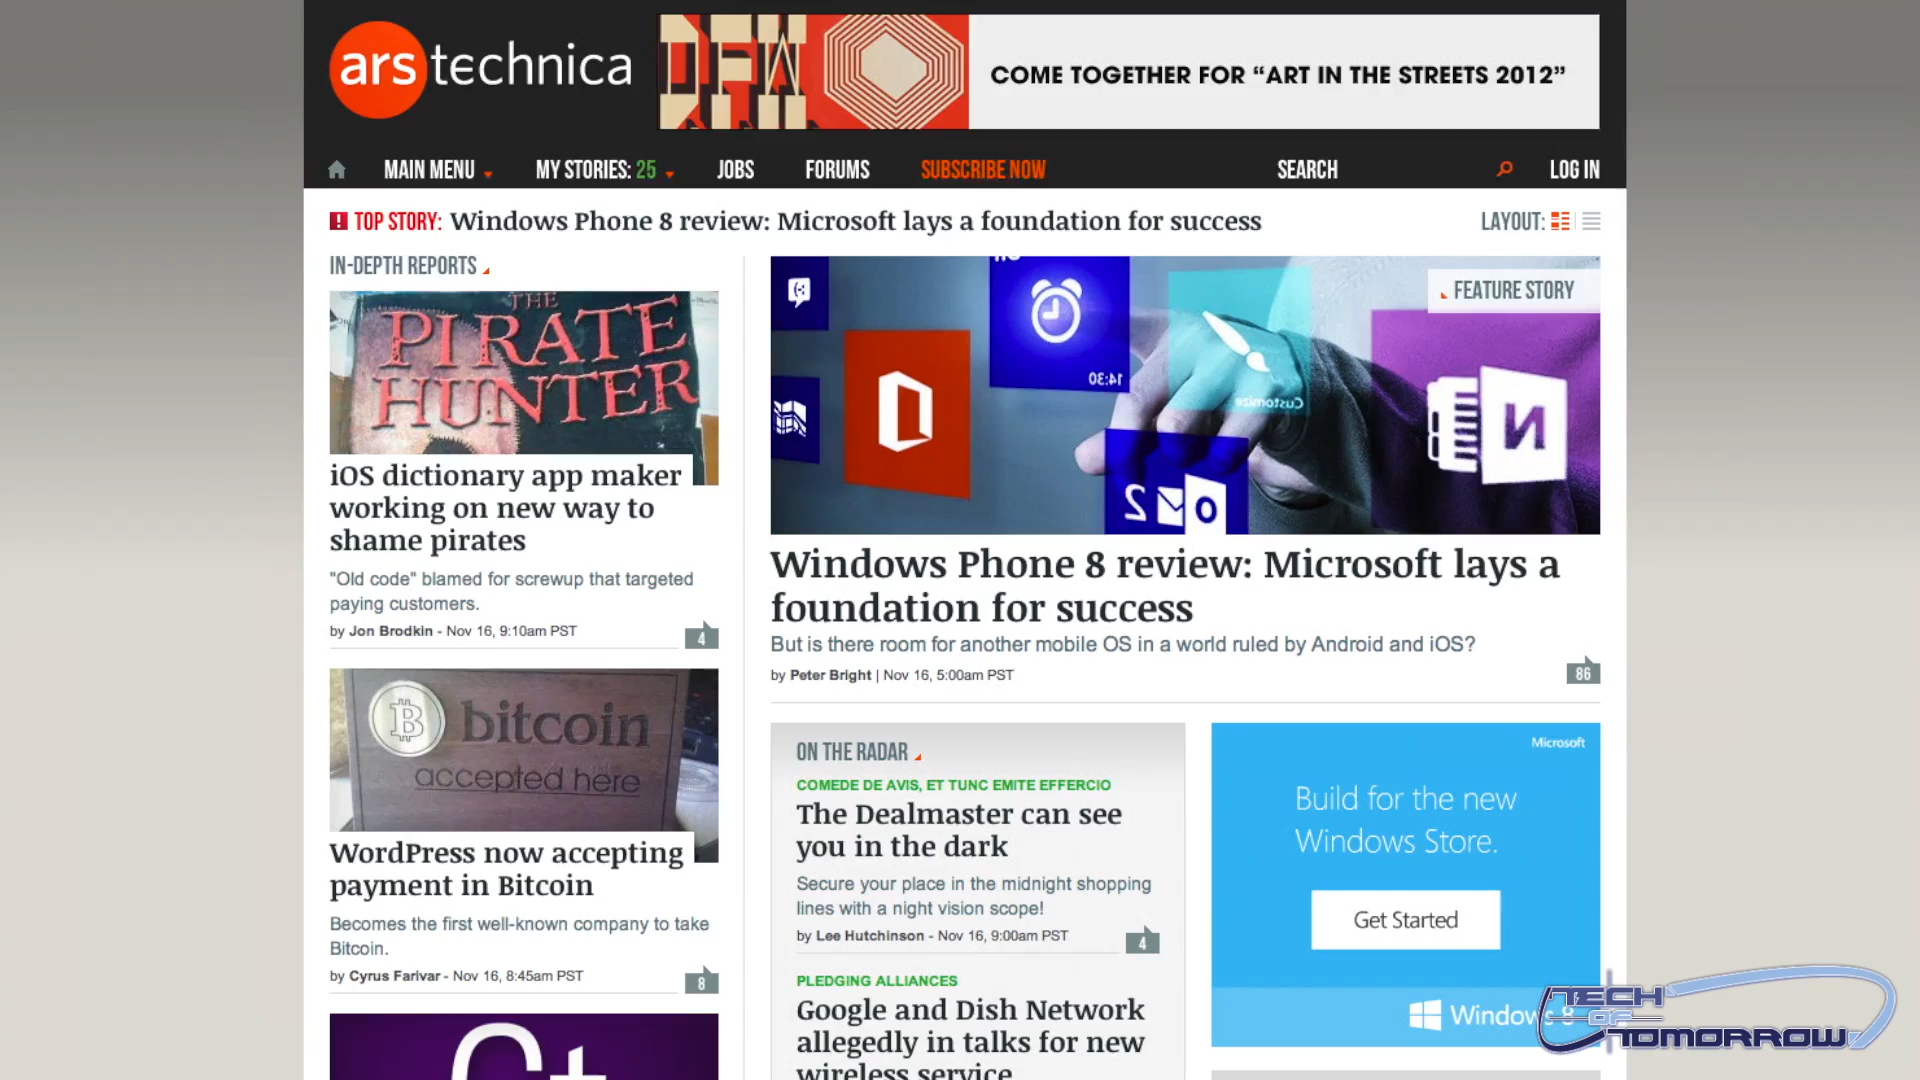 ars technica
DFW
COME TOGETHER FOR “ART IN THE STREETS 2012”
MAIN MENU
MY STORIES: 25
JOBS
FORUMS
SUBSCRIBE NOW
SEARCH
LOG IN
TOP STORY: Windows Phone 8 review: Microsoft lays a foundation for success
LAYOUT:
IN-DEPTH REPORTS
THE
PIRATE
HUNTER
iOS dictionary app maker
working on new way to
shame pirates
"Old code" blamed for screwup that targeted
paying customers.
by Jon Brodkin - Nov 16, 9:10am PST
4
bitcoin
accepted here
WordPress now accepting
payment in Bitcoin
Becomes the first well-known company to take
Bitcoin.
by Cyrus Farivar - Nov 16, 8:45am PST
8
FEATURE STORY
14:30
Customize
N
2
Windows Phone 8 review: Microsoft lays a
foundation for success
But is there room for another mobile OS in a world ruled by Android and iOS?
by Peter Bright | Nov 16, 5:00am PST
86
ON THE RADAR
COMEDE DE AVIS, ET TUNC EMITE EFFERCIO
The Dealmaster can see
you in the dark
Secure your place in the midnight shopping
lines with a night vision scope!
by Lee Hutchinson - Nov 16, 9:00am PST
4
PLEDGING ALLIANCES
Google and Dish Network
allegedly in talks for new
wireless service
Microsoft
Build for the new
Windows Store.
Get Started
Windows 8
TECH
OF
TOMORROW